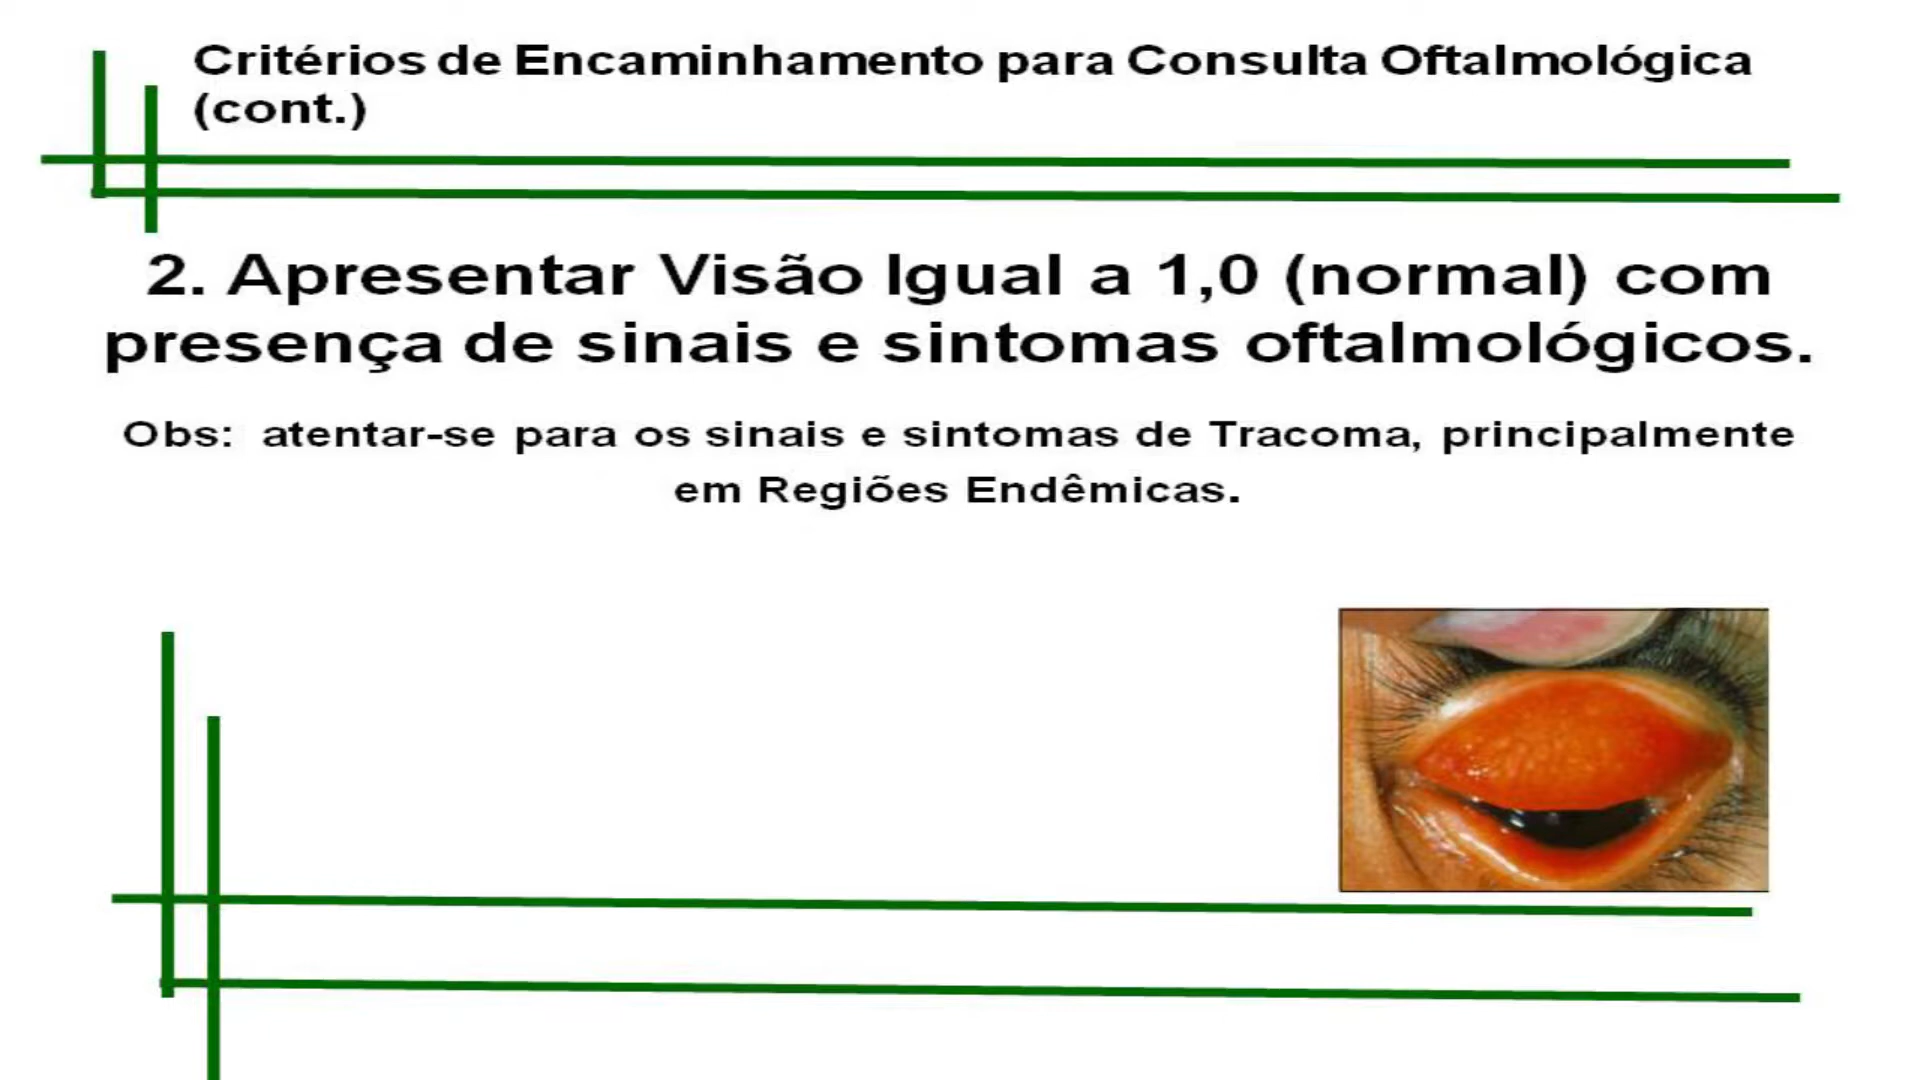 Critérios de Encaminhamento para Consulta Oftalmológica
(cont.)
2. Apresentar Visão Igual a 1,0 (normal) com
presença de sinais e sintomas oftalmológicos.
Obs: atentar-se para os sinais e sintomas de Tracoma, principalmente
em Regiões Endêmicas.